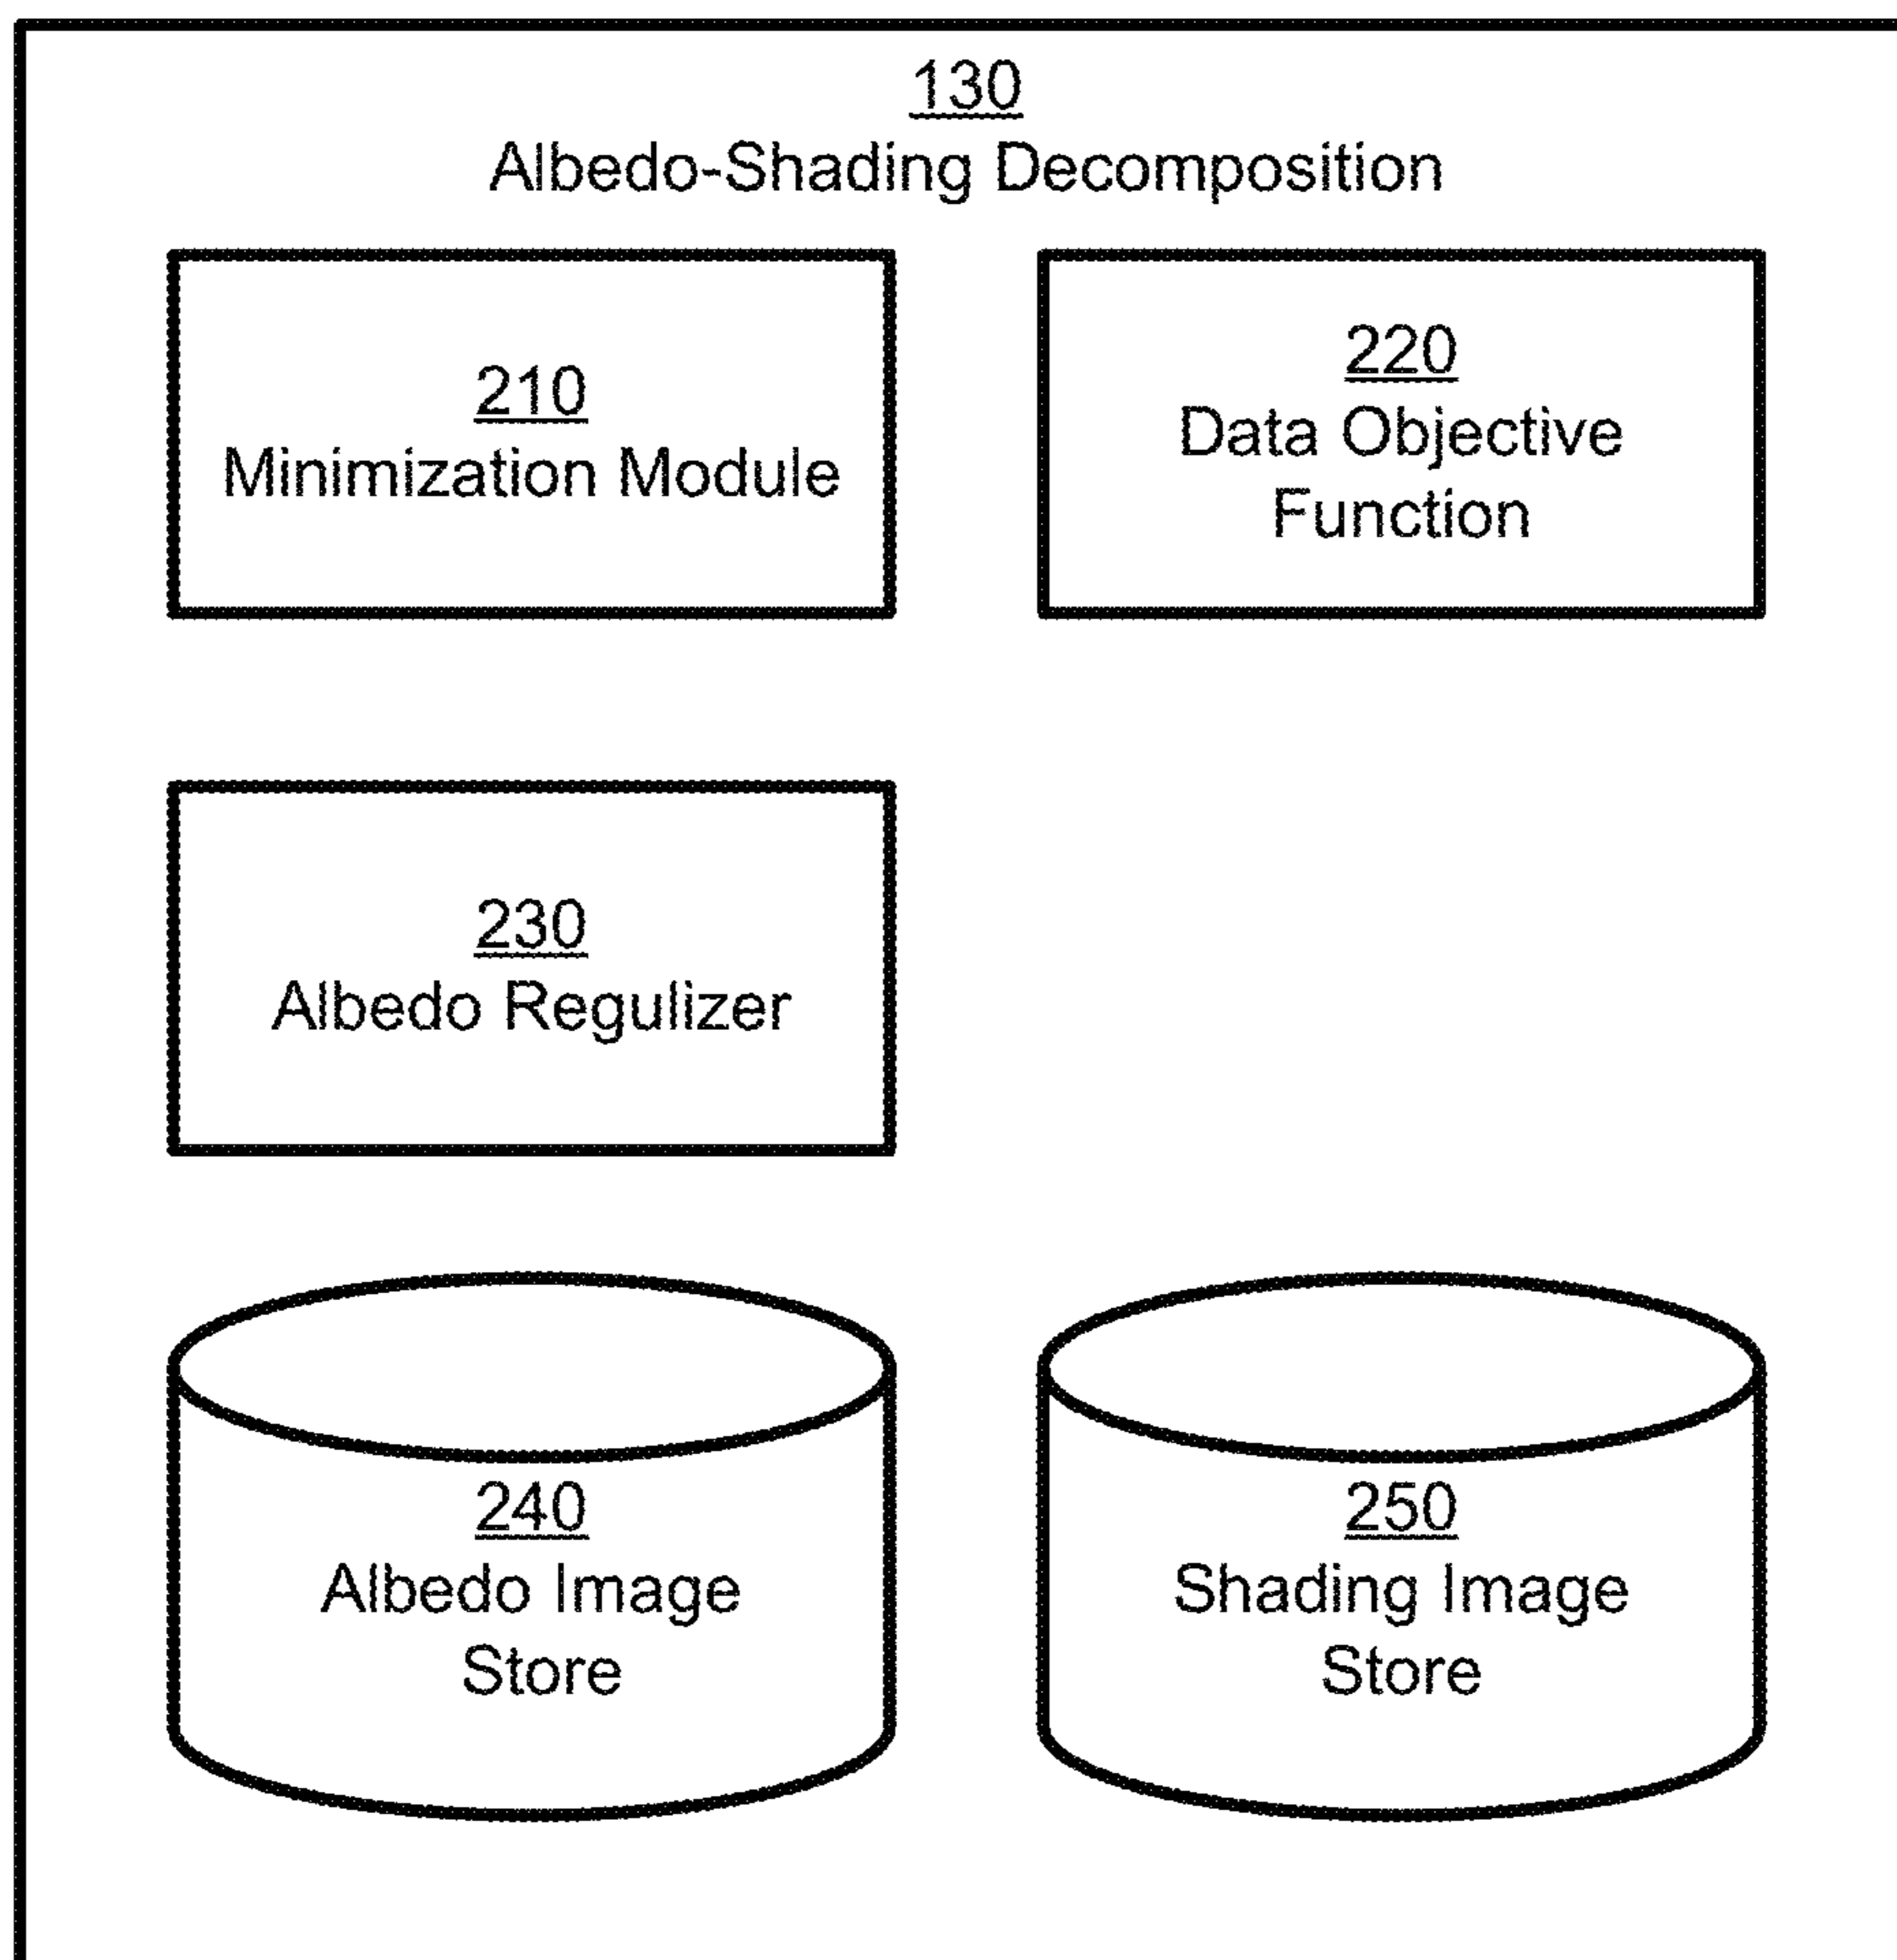 130
Albedo-Shading Decomposition
210
Minimization Module
220
Data Objective
Function
230
Albedo Regulizer
240
Albedo Image
Store
250
Shading Image
Store